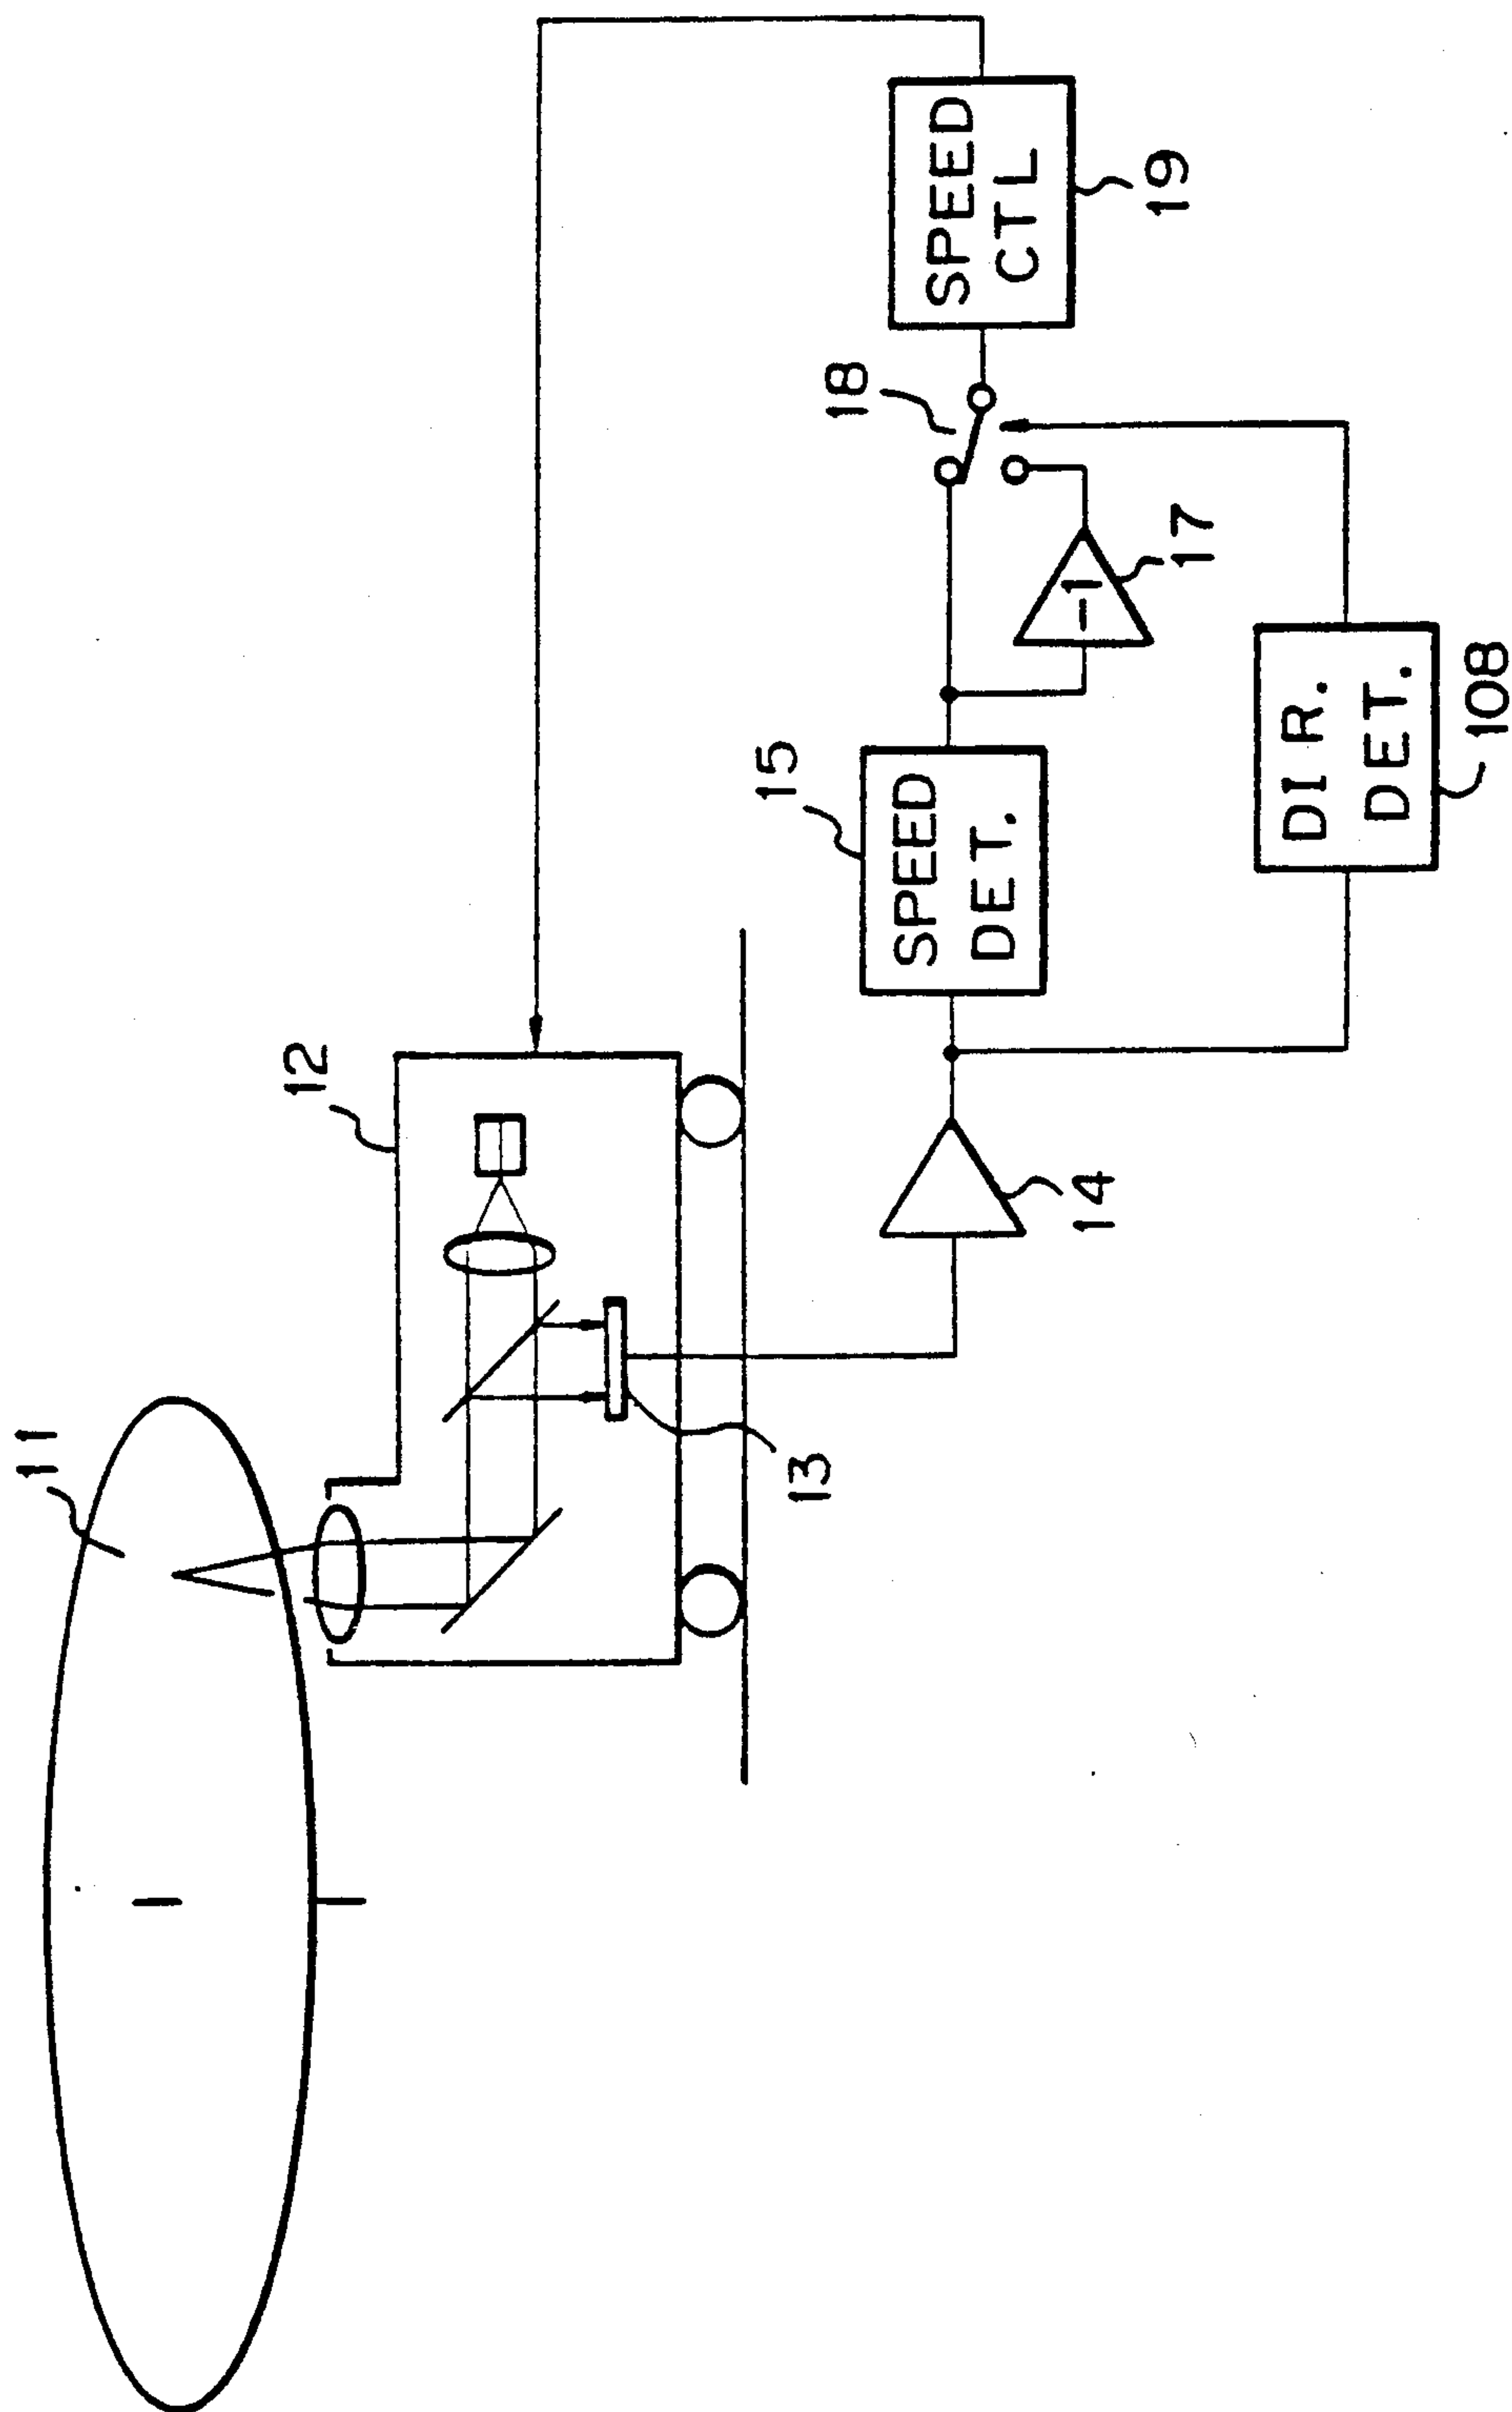 11
12
13
14
15
SPEED
DET.
-1
17
18
SPEED
CTL
19
DIR.
DET.
108